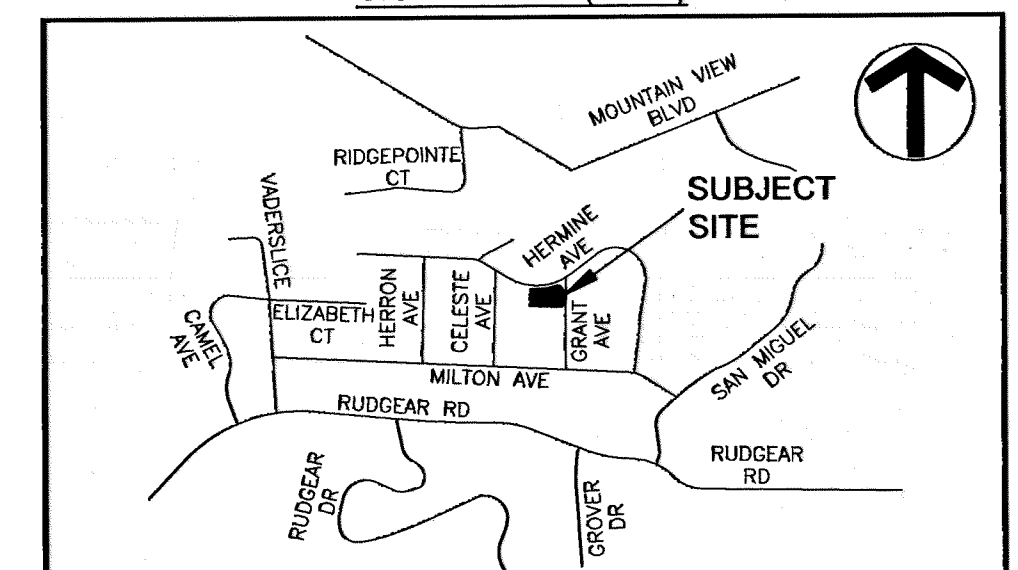 MOUNTAIN VIEW
BLVD
RIDGEPOINTE
CT
SUBJECT
SITE
VADERSLICE
HERMINE
AVE
HERRON
AVE
CELESTE
AVE
GRANT
AVE
ELIZABETH
CT
CAMEL
AVE
MILTON AVE
SAN MIGUEL
DR
RUDGEAR RD
RUDGEAR
RD
RUDGEAR
DR
GROVER
DR